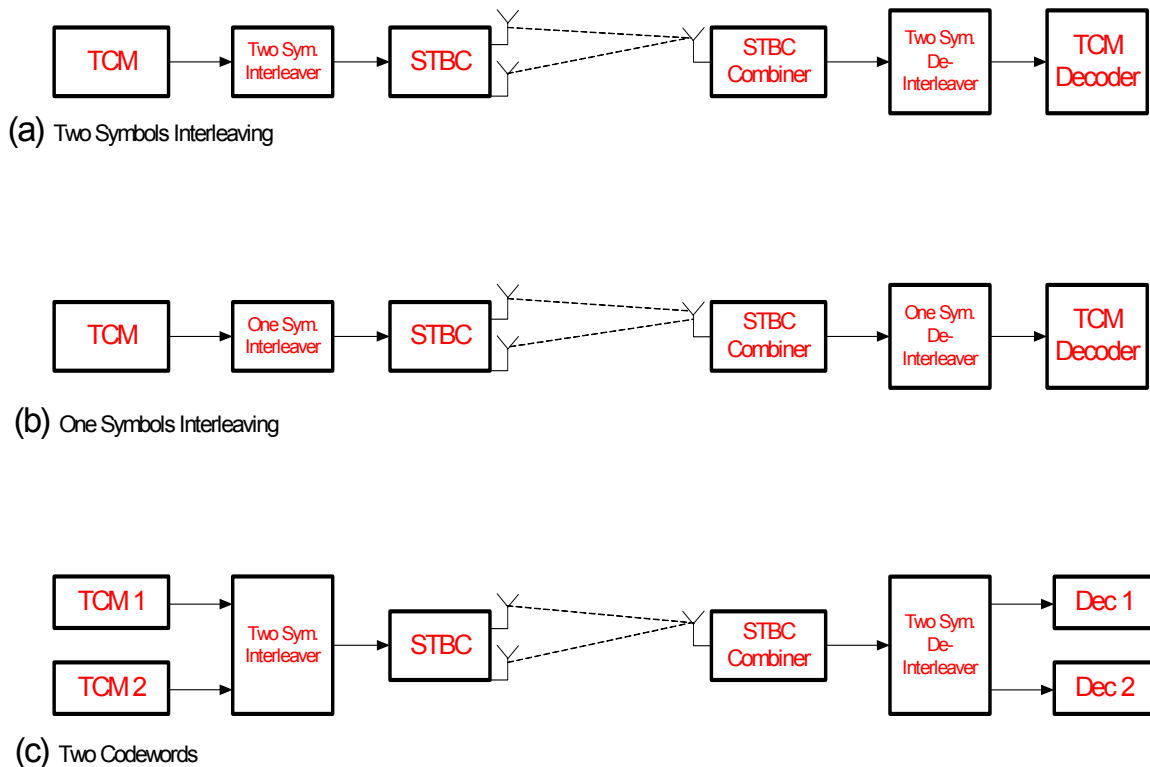 TCM
Two Sym.
Interleaver
STBC
STBC
Combiner
Two Sym.
De-
Interleaver
TCM
Decoder
(a) Two Symbols Interleaving
TCM
One Sym.
Interleaver
STBC
STBC
Combiner
One Sym.
De-
Interleaver
TCM
Decoder
(b) One Symbols Interleaving
TCM 1
TCM 2
Two Sym.
Interleaver
STBC
STBC
Combiner
Two Sym.
De-
Interleaver
Dec 1
Dec 2
(c) Two Codewords